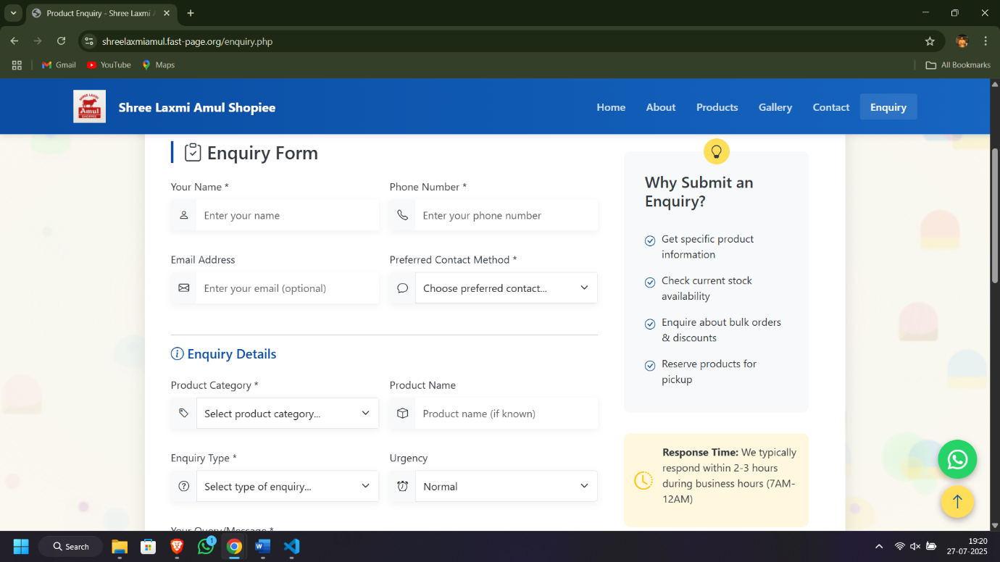 Product Enquiry - Shree Laxmi A
shreelaxmiamul.fast-page.org/enquiry.php
Gmail
YouTube
Maps
All Bookmarks
SHREE LAXMI
Amul
SHOPPEE
Shree Laxmi Amul Shopiee
Home
About
Products
Gallery
Contact
Enquiry
Enquiry Form
Your Name *
Phone Number *
Enter your name
Enter your phone number
Email Address
Preferred Contact Method *
Enter your email (optional)
Choose preferred contact...
Enquiry Details
Product Category *
Product Name
Select product category...
Product name (if known)
Enquiry Type *
Urgency
Select type of enquiry...
Normal
Your Query/Message *
Why Submit an
Enquiry?
Get specific product
information
Check current stock
availability
Enquire about bulk orders
& discounts
Reserve products for
pickup
Response Time: We typically
respond within 2-3 hours
during business hours (7AM-
12AM)
Search
1
19:20
27-07-2025